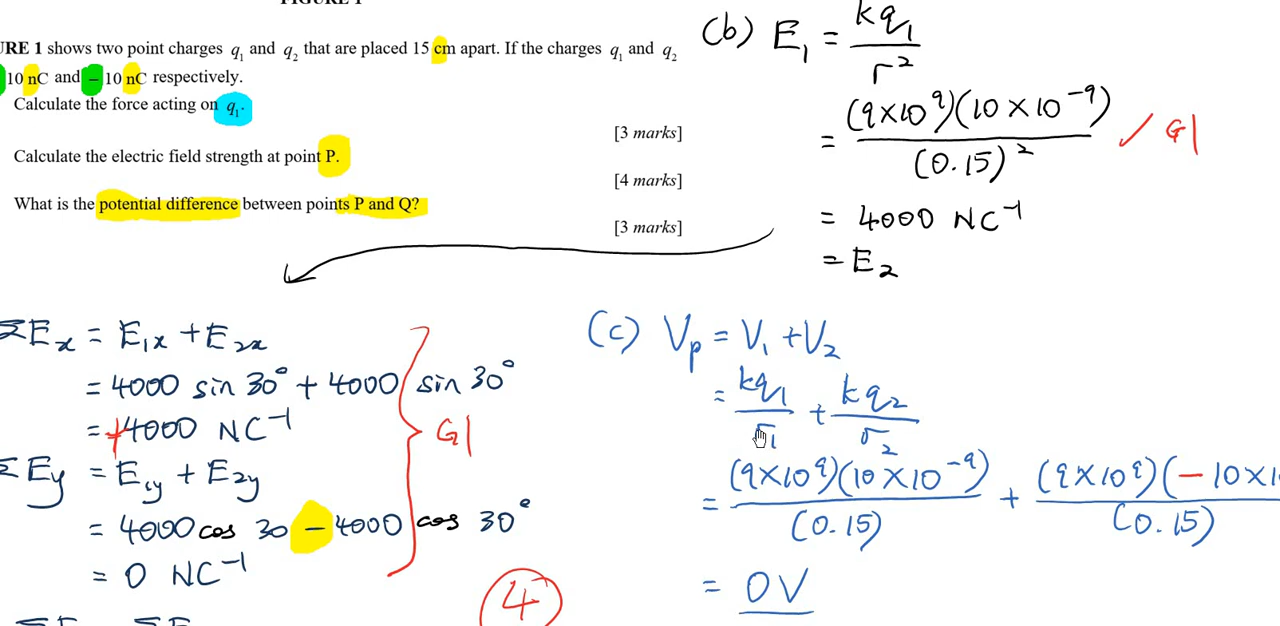 FIGURE 1
URE 1 shows two point charges q₁ and q₂ that are placed 15 cm apart. If the charges q₁ and q₂
10 nC and – 10 nC respectively.
Calculate the force acting on q₁.
[3 marks]
Calculate the electric field strength at point P.
[4 marks]
What is the potential difference between points P and Q?
[3 marks]
(b) E₁ = kq₁ / r²
= (9×10⁹)(10×10⁻⁹) / (0.15)² / G1
= 4000 NC⁻¹
= E₂
ΣEx = E₁x + E₂x
= 4000 sin 30° + 4000 sin 30°
= +4000 NC⁻¹
G1
ΣEy = E₁y + E₂y
= 4000 cos 30 – 4000 cos 30°
= 0 NC⁻¹
4
(c) Vp = V₁ + V₂
= kq₁ / r₁ + kq₂ / r₂
= (9×10⁹)(10×10⁻⁹) / (0.15) + (9×10⁹)(–10×1 / (0.15)
= 0V